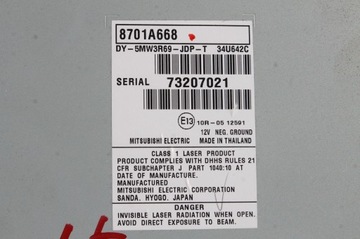 8701A668
DY-5MW3R69-JDP-T 34U642C
SERIAL 73207021
E13 10R-05 12591
12V NEG. GROUND
MITSUBISHI ELECTRIC MADE IN THAILAND
CLASS 1 LASER PRODUCT
PRODUCT COMPLIES WITH DHHS RULES 21
CFR SUBCHAPTER J PART 1040:10 AT
DATE OF MANUFACTURE.
MANUFACTURED
MITSUBISHI ELECTRIC CORPORATION
SANDA, HYOGO, JAPAN
DANGER
INVISIBLE LASER RADIATION WHEN OPEN.
AVOID DIRECT EXPOSURE TO BEAM.